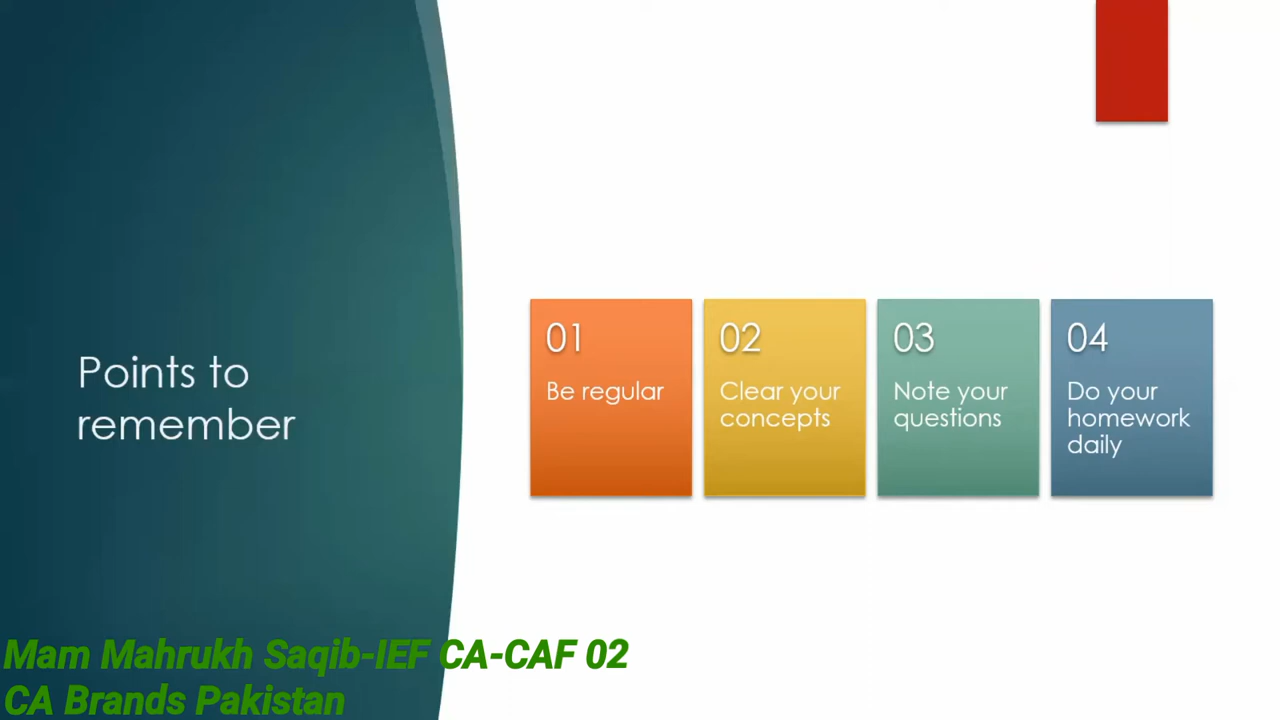 Points to
remember
01
Be regular
02
Clear your
concepts
03
Note your
questions
04
Do your
homework
daily
Mam Mahrukh Saqib-IEF CA-CAF 02
CA Brands Pakistan